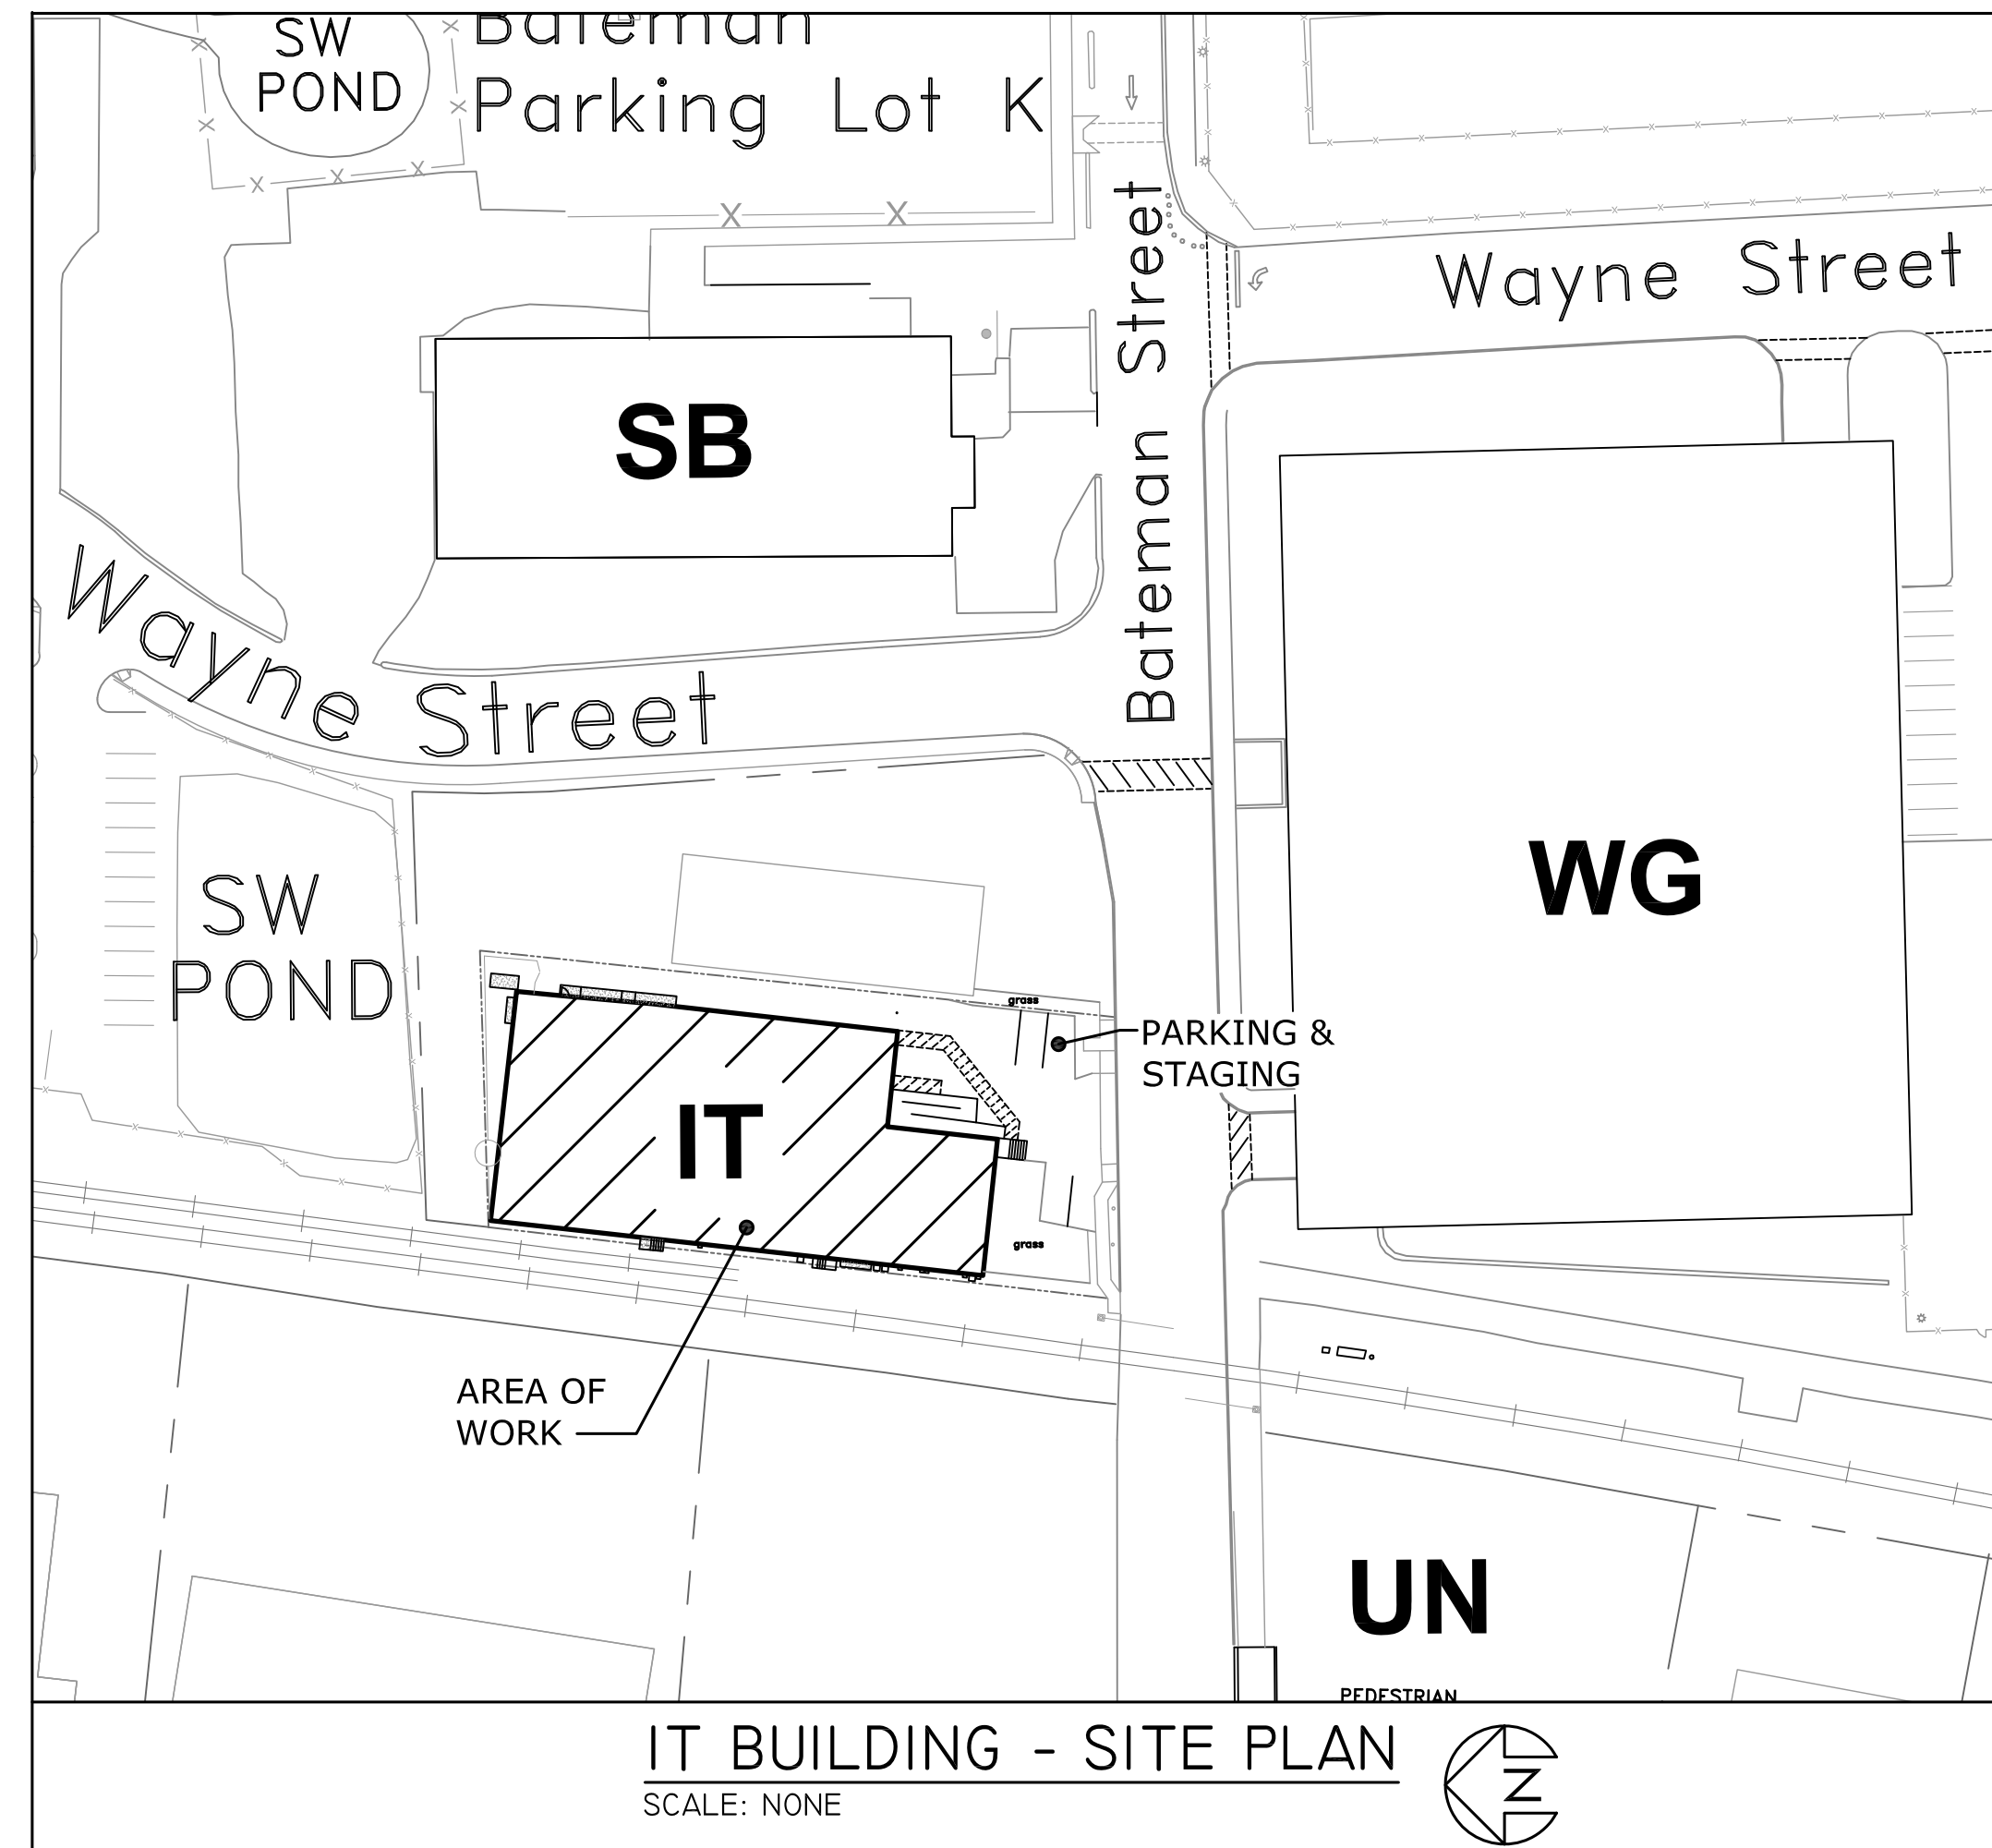 SW
POND
Bateman
Parking Lot K
Bateman Street
Wayne Street
SB
Wayne Street
WG
SW
POND
grass
PARKING &
STAGING
IT
grass
AREA OF
WORK
UN
PEDESTRIAN
IT BUILDING - SITE PLAN
SCALE: NONE
N